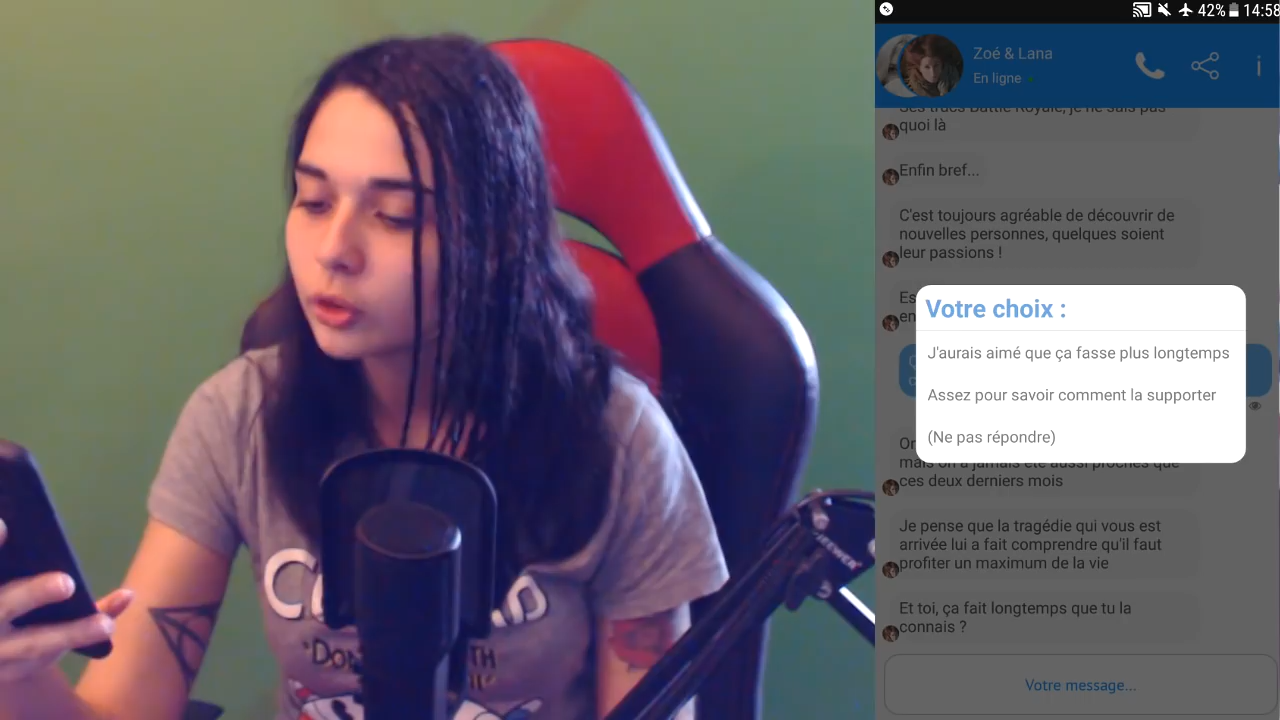 42% 14:58
Zoé & Lana
En ligne
quoi là
Enfin bref...
C'est toujours agréable de découvrir de
nouvelles personnes, quelques soient
leur passions !
Es
en
Votre choix :
J'aurais aimé que ça fasse plus longtemps
Assez pour savoir comment la supporter
(Ne pas répondre)
mais on a jamais été aussi proches que
ces deux derniers mois
Je pense que la tragédie qui vous est
arrivée lui a fait comprendre qu'il faut
profiter un maximum de la vie
Et toi, ça fait longtemps que tu la
connais ?
Votre message...
"DON
TH